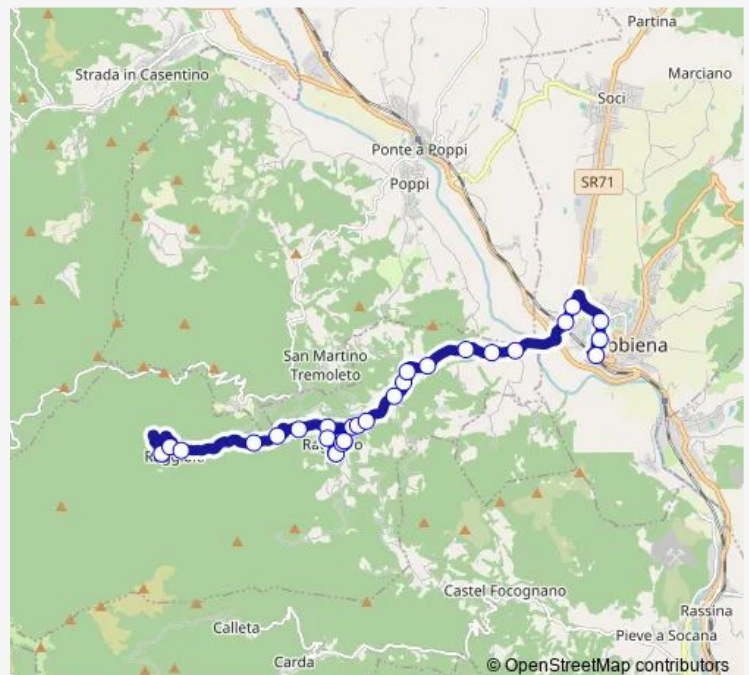 Partina
Strada in Casentino
Marciano
Soci
Ponte a Poppi
Poppi
SR71
bbiena
San Martino
Tremoleto
Castel Focognano
Rassina
Calleta
Pieve a Socana
Carda
© OpenStreetMap contributors